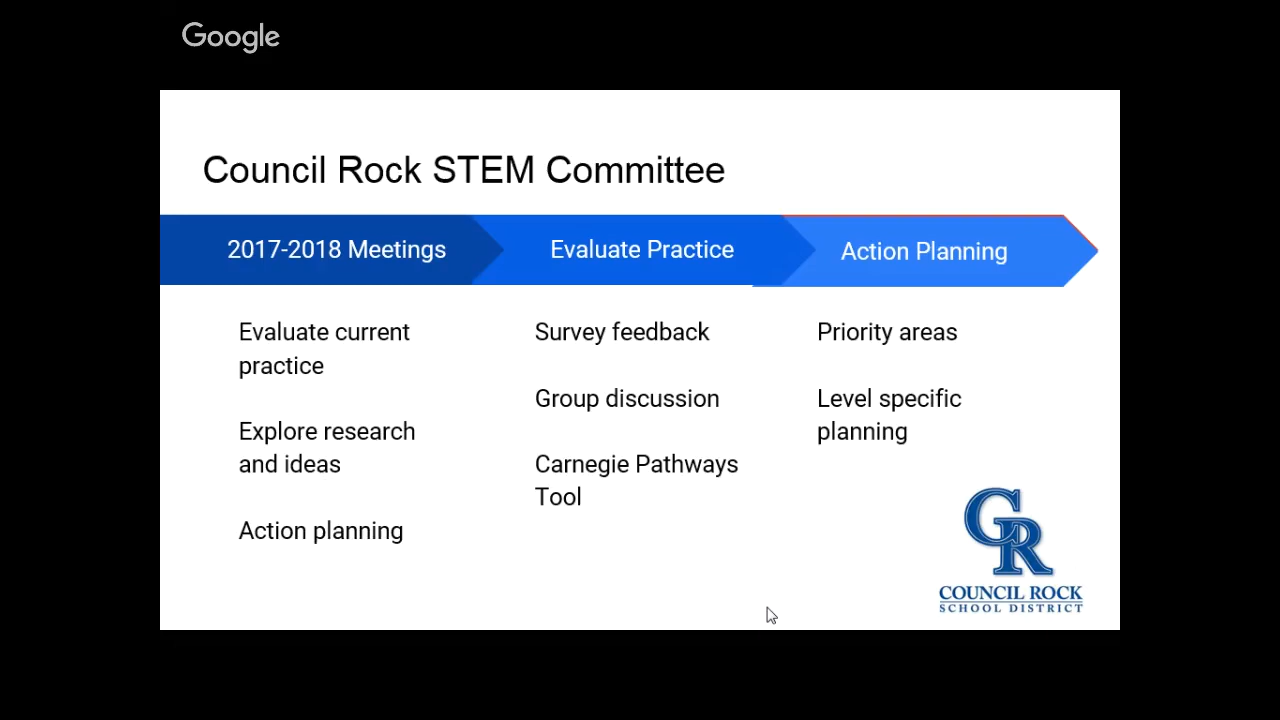 Google
Council Rock STEM Committee
2017-2018 Meetings
Evaluate Practice
Action Planning
Evaluate current
practice
Explore research
and ideas
Action planning
Survey feedback
Group discussion
Carnegie Pathways
Tool
Priority areas
Level specific
planning
CR
COUNCIL ROCK
SCHOOL DISTRICT